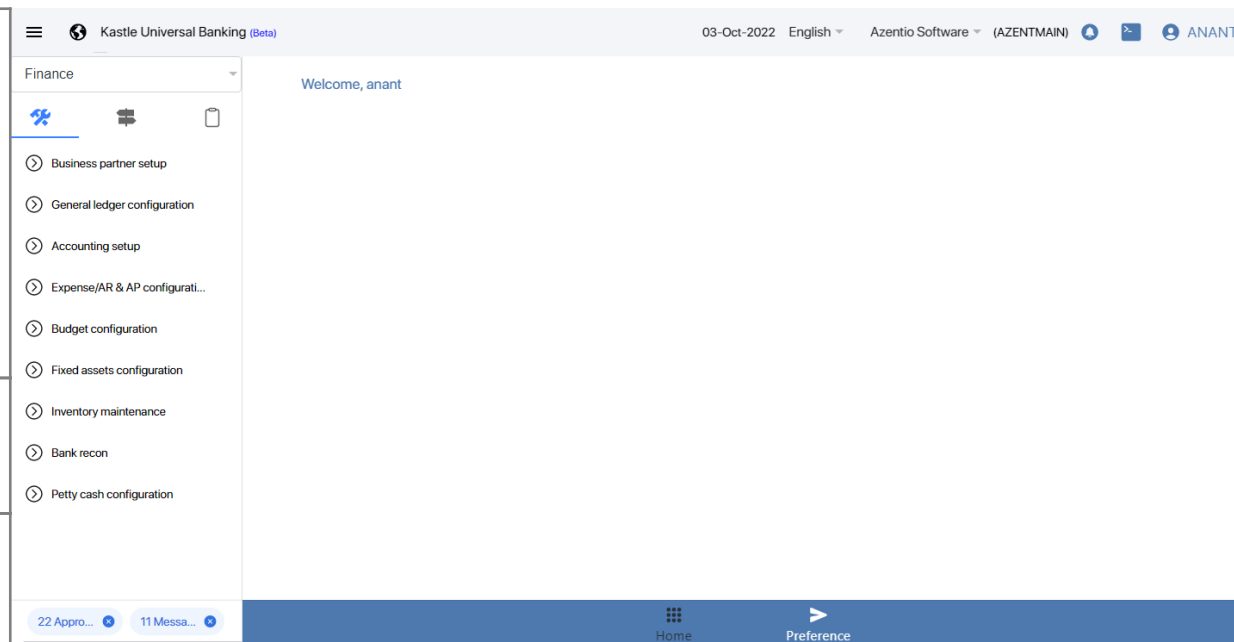 Kastle Universal Banking (Beta)
03-Oct-2022 English Azentio Software (AZENTMAIN) ANANT
Finance
Welcome, anant
Business partner setup
General ledger configuration
Accounting setup
Expense/AR & AP configurati...
Budget configuration
Fixed assets configuration
Inventory maintenance
Bank recon
Petty cash configuration
22 Appro... 11 Messa...
Home Preference